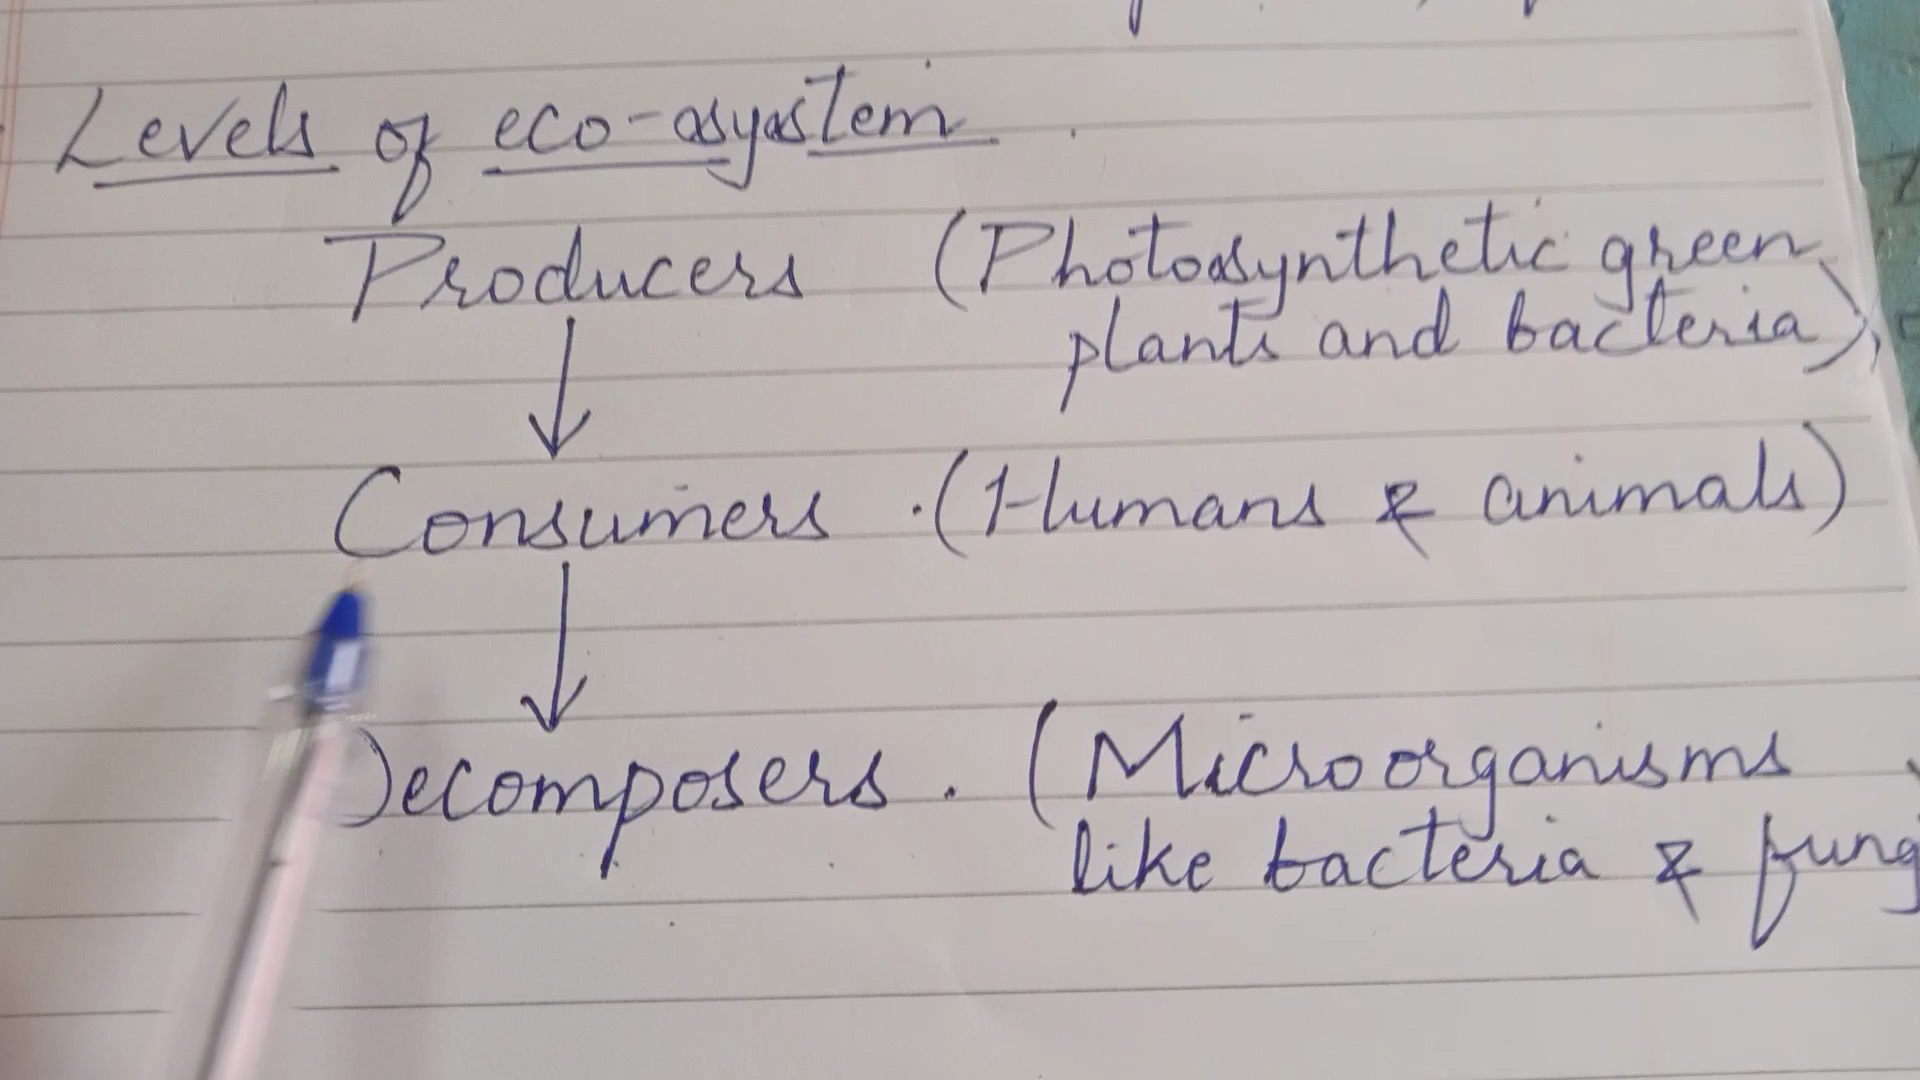 Levels of eco-system
Producers (Photosynthetic green
plants and bacteria),
Consumers . (Humans & animals)
Decomposers . (Microorganisms
like bacteria & fung